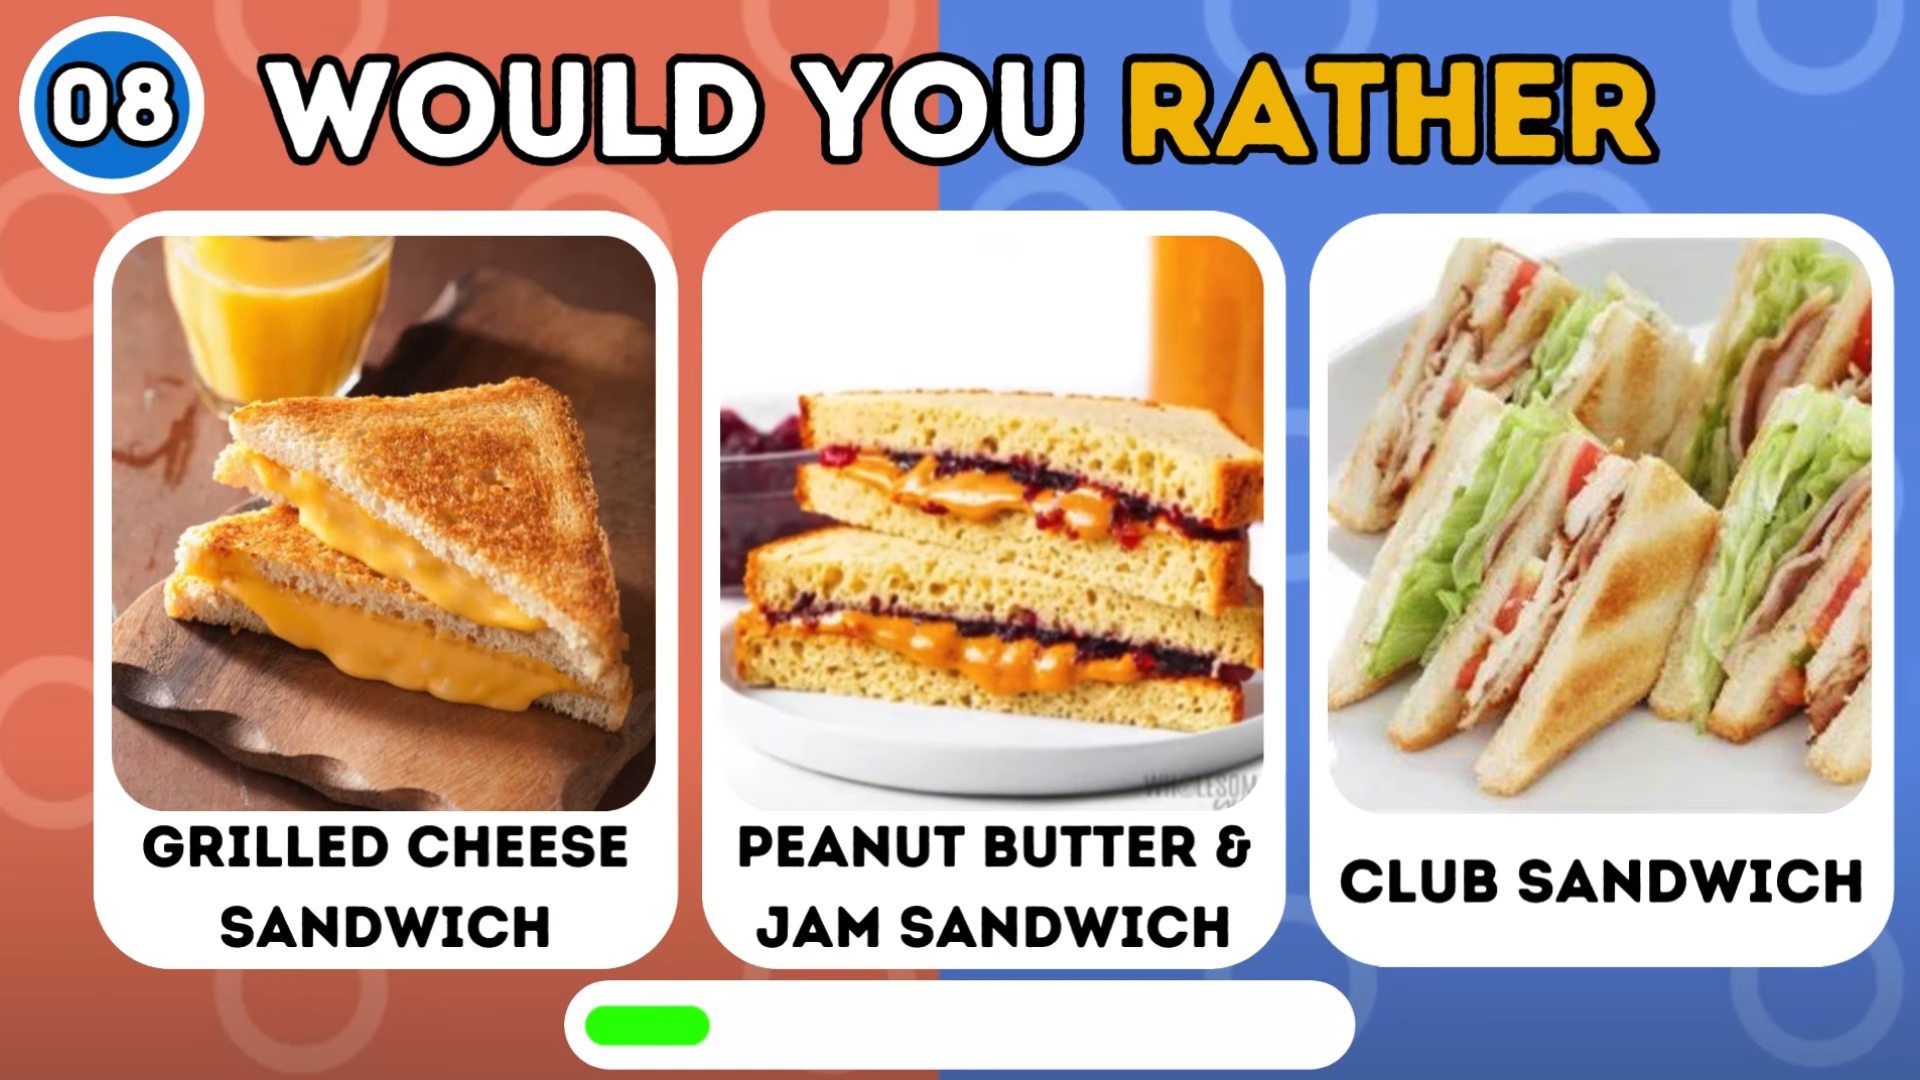 08
WOULD YOU RATHER
GRILLED CHEESE
SANDWICH
PEANUT BUTTER &
JAM SANDWICH
CLUB SANDWICH